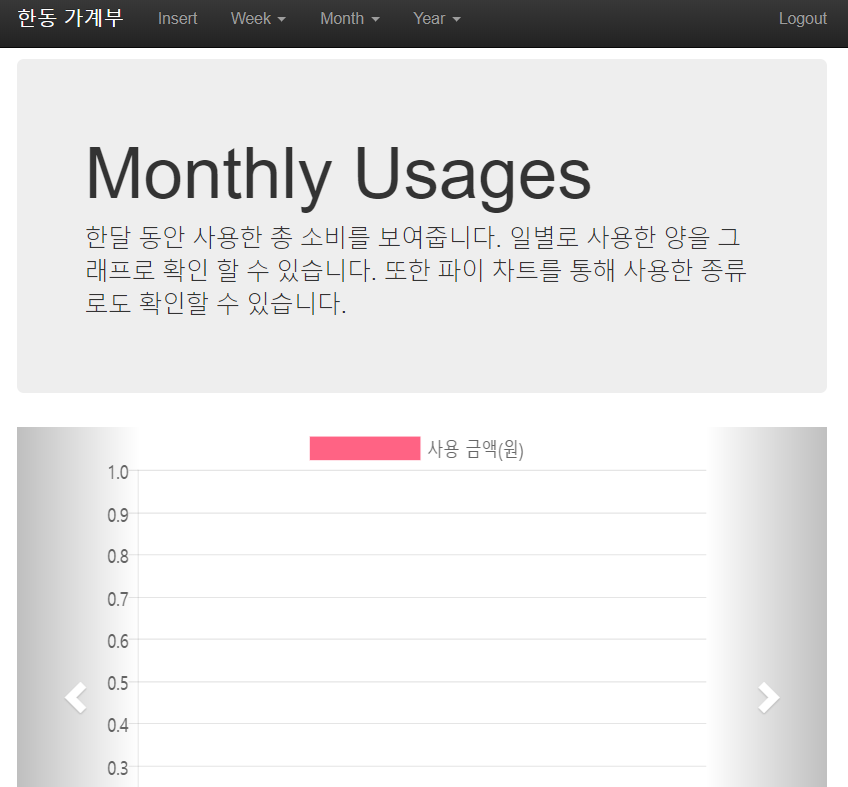 한동 가계부 Insert Week Month Year Logout
Monthly Usages
한달 동안 사용한 총 소비를 보여줍니다. 일별로 사용한 양을 그
래프로 확인 할 수 있습니다. 또한 파이 차트를 통해 사용한 종류
로도 확인할 수 있습니다.
사용 금액(원)
1.0
0.9
0.8
0.7
0.6
0.5
0.4
0.3